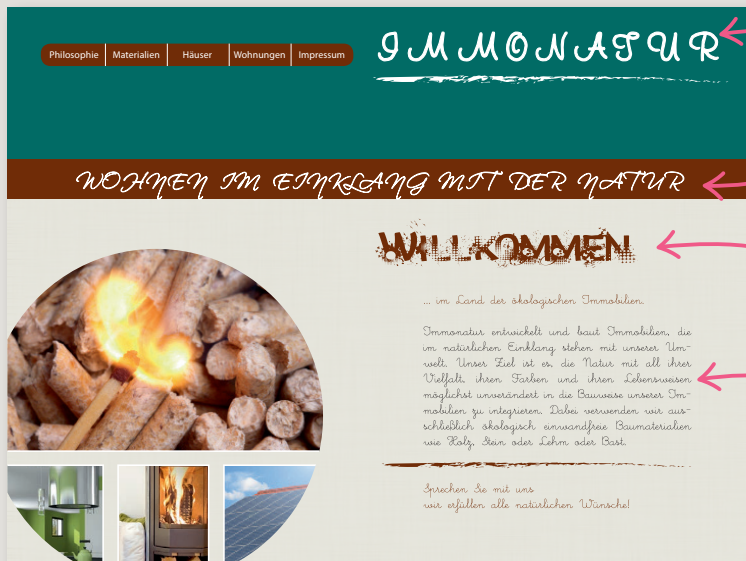 Philosophie Materialien Häuser Wohnungen Impressum
IMMONATUR
WOHNEN IM EINKLANG MIT DER NATUR
WILLKOMMEN
... im Land der ökologischen Immobilien.
Immonatur entwickelt und baut Immobilien, die
im natürlichen Einklang stehen mit unserer Um-
welt. Unser Ziel ist es, die Natur mit all ihrer
Vielfalt, ihren Farben und ihren Lebensweisen
möglichst unverändert in die Bauweise unserer Im-
mobilien zu integrieren. Dabei verwenden wir aus-
schließlich ökologisch einwandfreie Baumaterialien
wie Holz, Stein oder Lehm oder Bast.
Sprechen Sie mit uns
wir erfüllen alle natürlichen Wünsche!